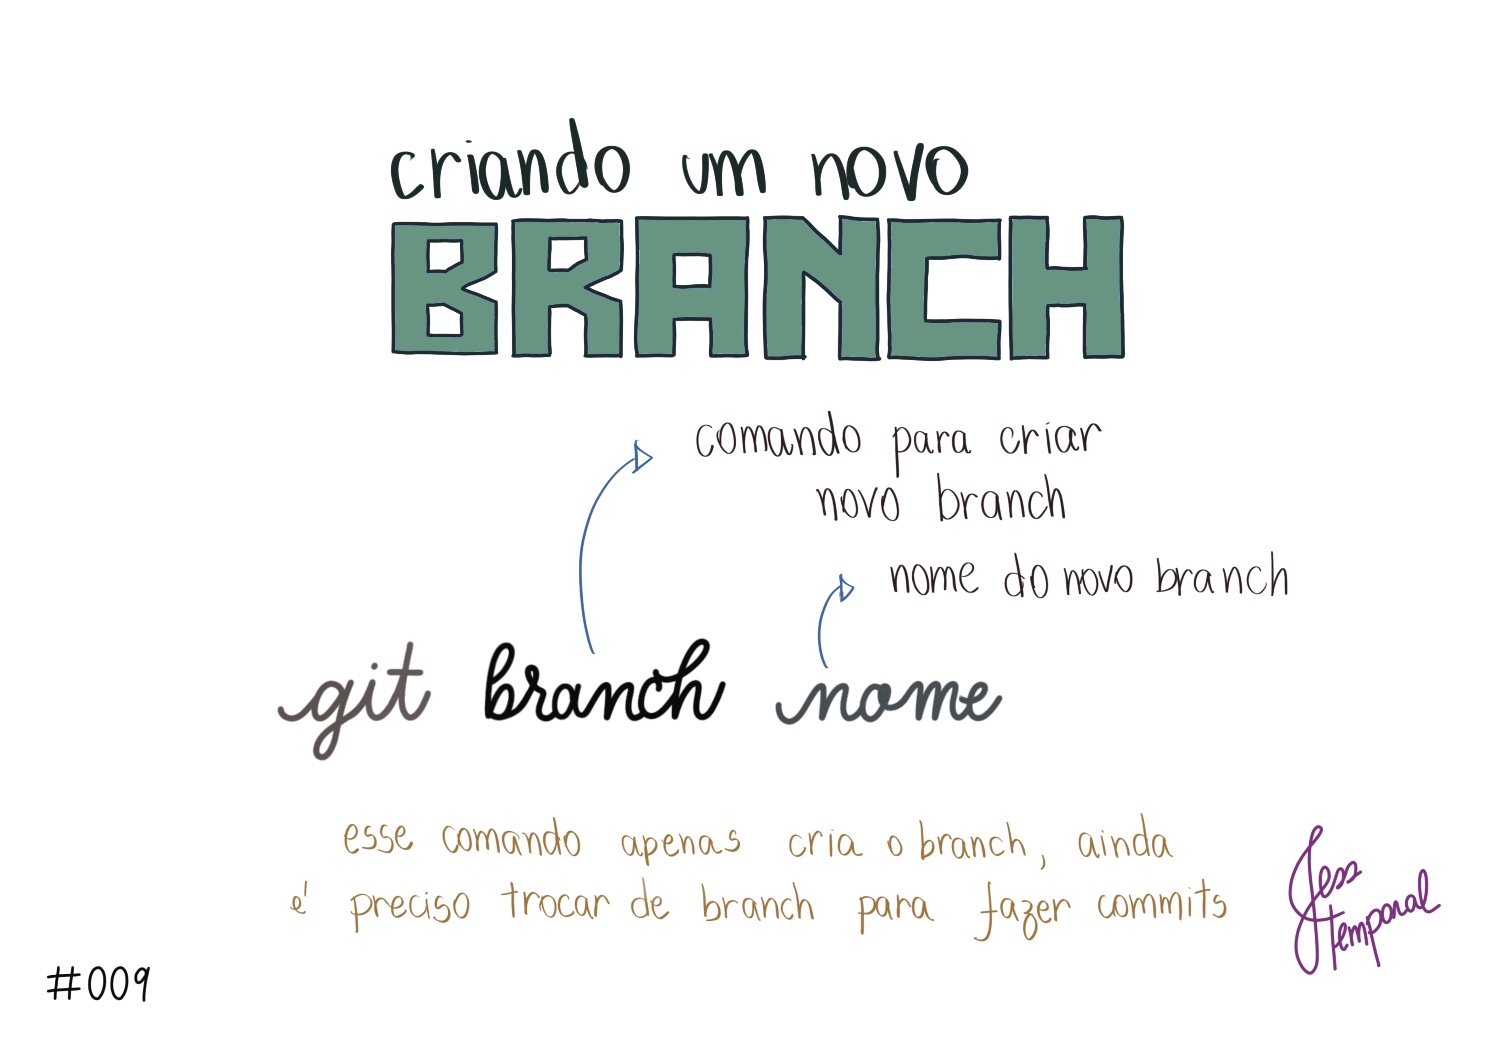 criando um novo
BRANCH
comando para criar
novo branch
nome do novo branch
git branch nome
esse comando apenas cria o branch, ainda
é preciso trocar de branch para fazer commits
Jess
temporal
#009